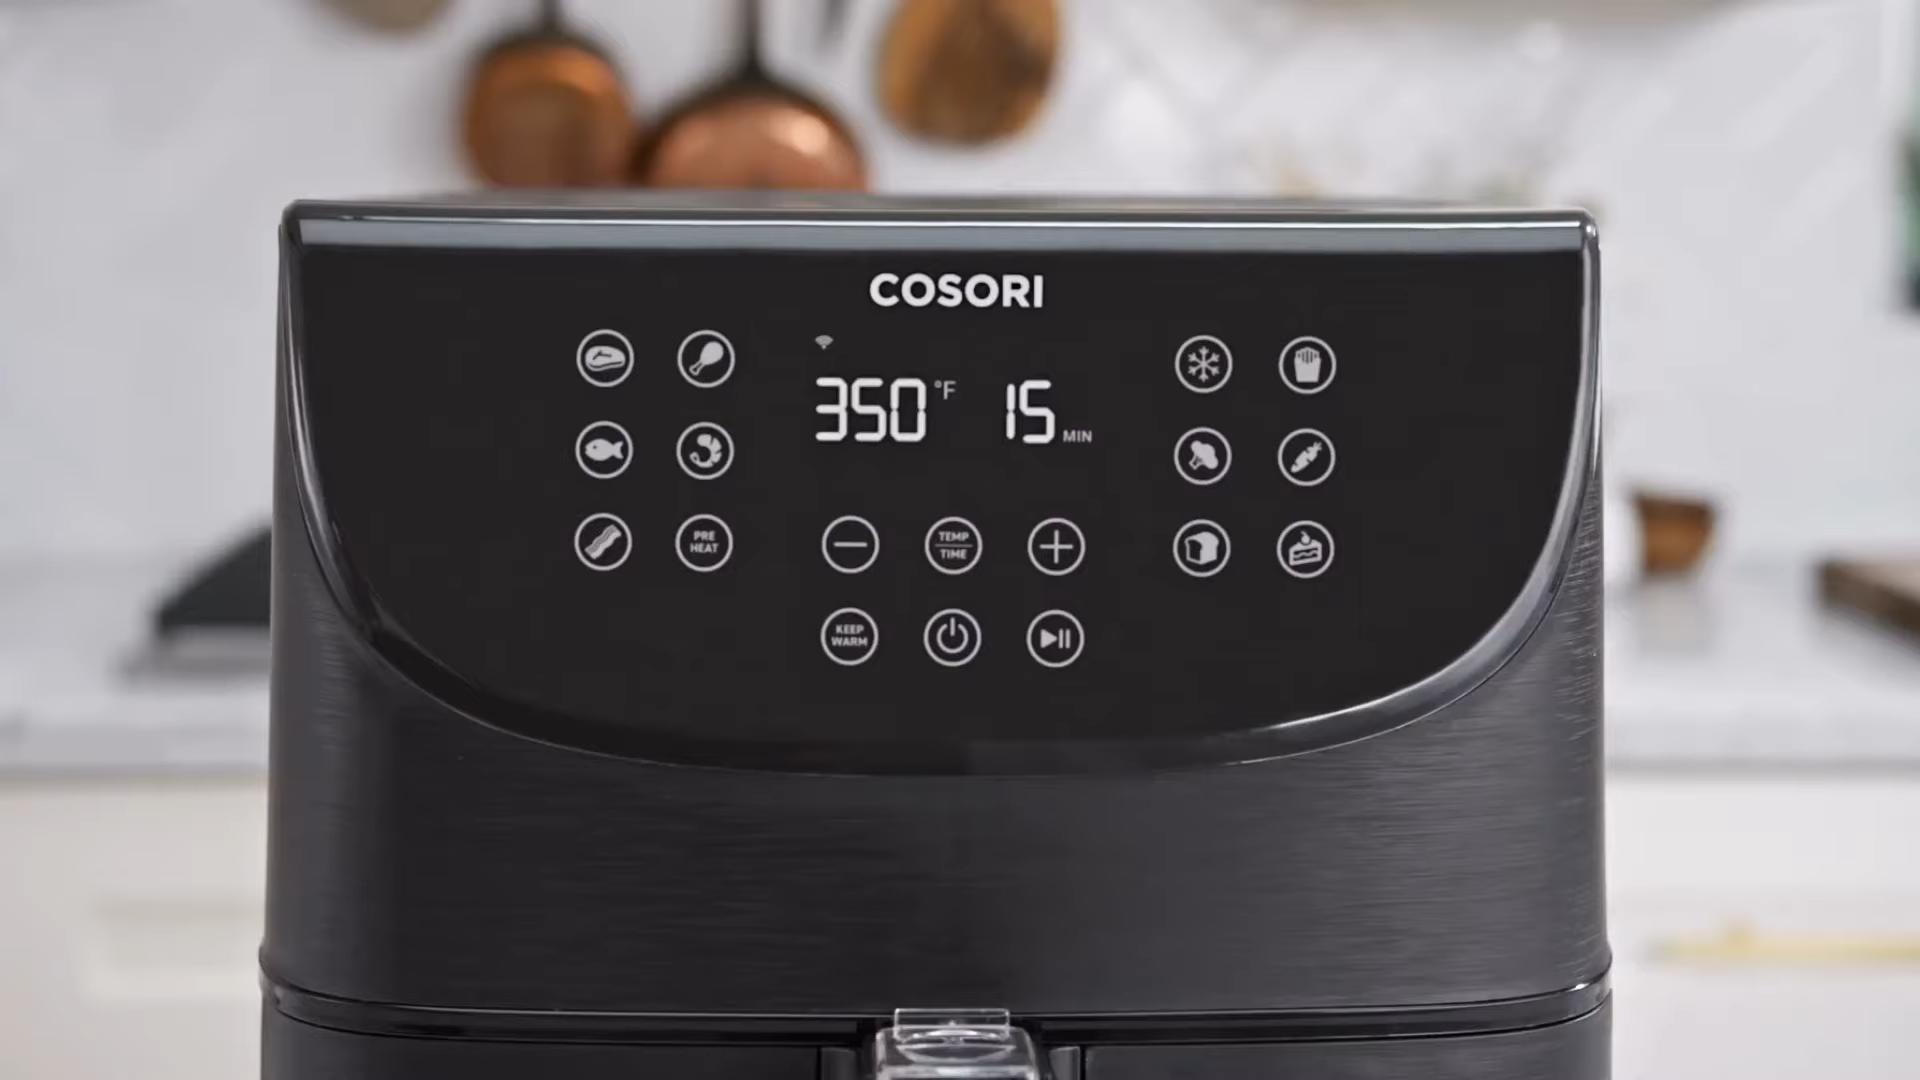 COSORI
350 °F 15 MIN
PRE
HEAT
TEMP
TIME
KEEP
WARM